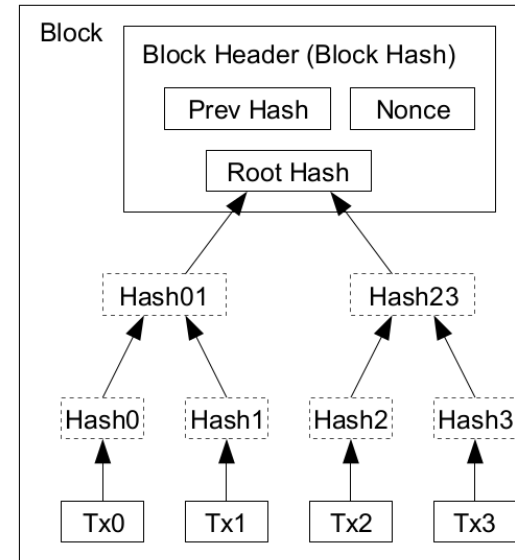 Block
Block Header (Block Hash)
Prev Hash Nonce
Root Hash
Hash01 Hash23
Hash0 Hash1 Hash2 Hash3
Tx0 Tx1 Tx2 Tx3